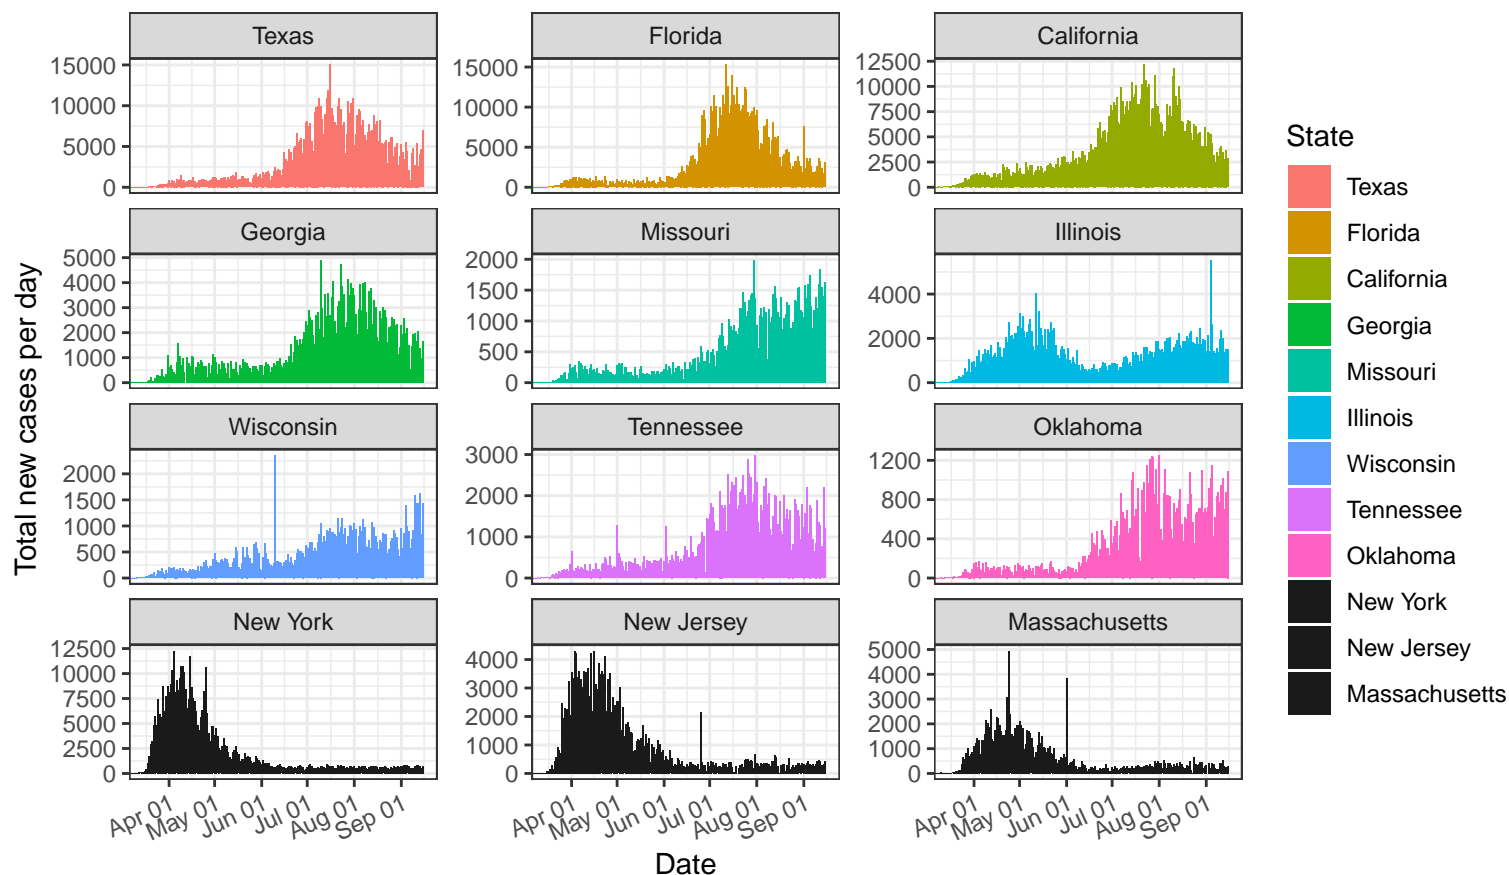 Texas
Florida
California
15000
10000
5000
0
15000
10000
5000
0
12500
10000
7500
5000
2500
0
Georgia
Missouri
Illinois
5000
4000
3000
2000
1000
0
2000
1500
1000
500
0
4000
2000
0
Wisconsin
Tennessee
Oklahoma
2000
1500
1000
500
0
3000
2000
1000
0
1200
800
400
0
New York
New Jersey
Massachusetts
12500
10000
7500
5000
2500
0
4000
3000
2000
1000
0
5000
4000
3000
2000
1000
0
Apr 01
May 01
Jun 01
Jul 01
Aug 01
Sep 01
Apr 01
May 01
Jun 01
Jul 01
Aug 01
Sep 01
Apr 01
May 01
Jun 01
Jul 01
Aug 01
Sep 01
Date
Total new cases per day
State
Texas
Florida
California
Georgia
Missouri
Illinois
Wisconsin
Tennessee
Oklahoma
New York
New Jersey
Massachusetts